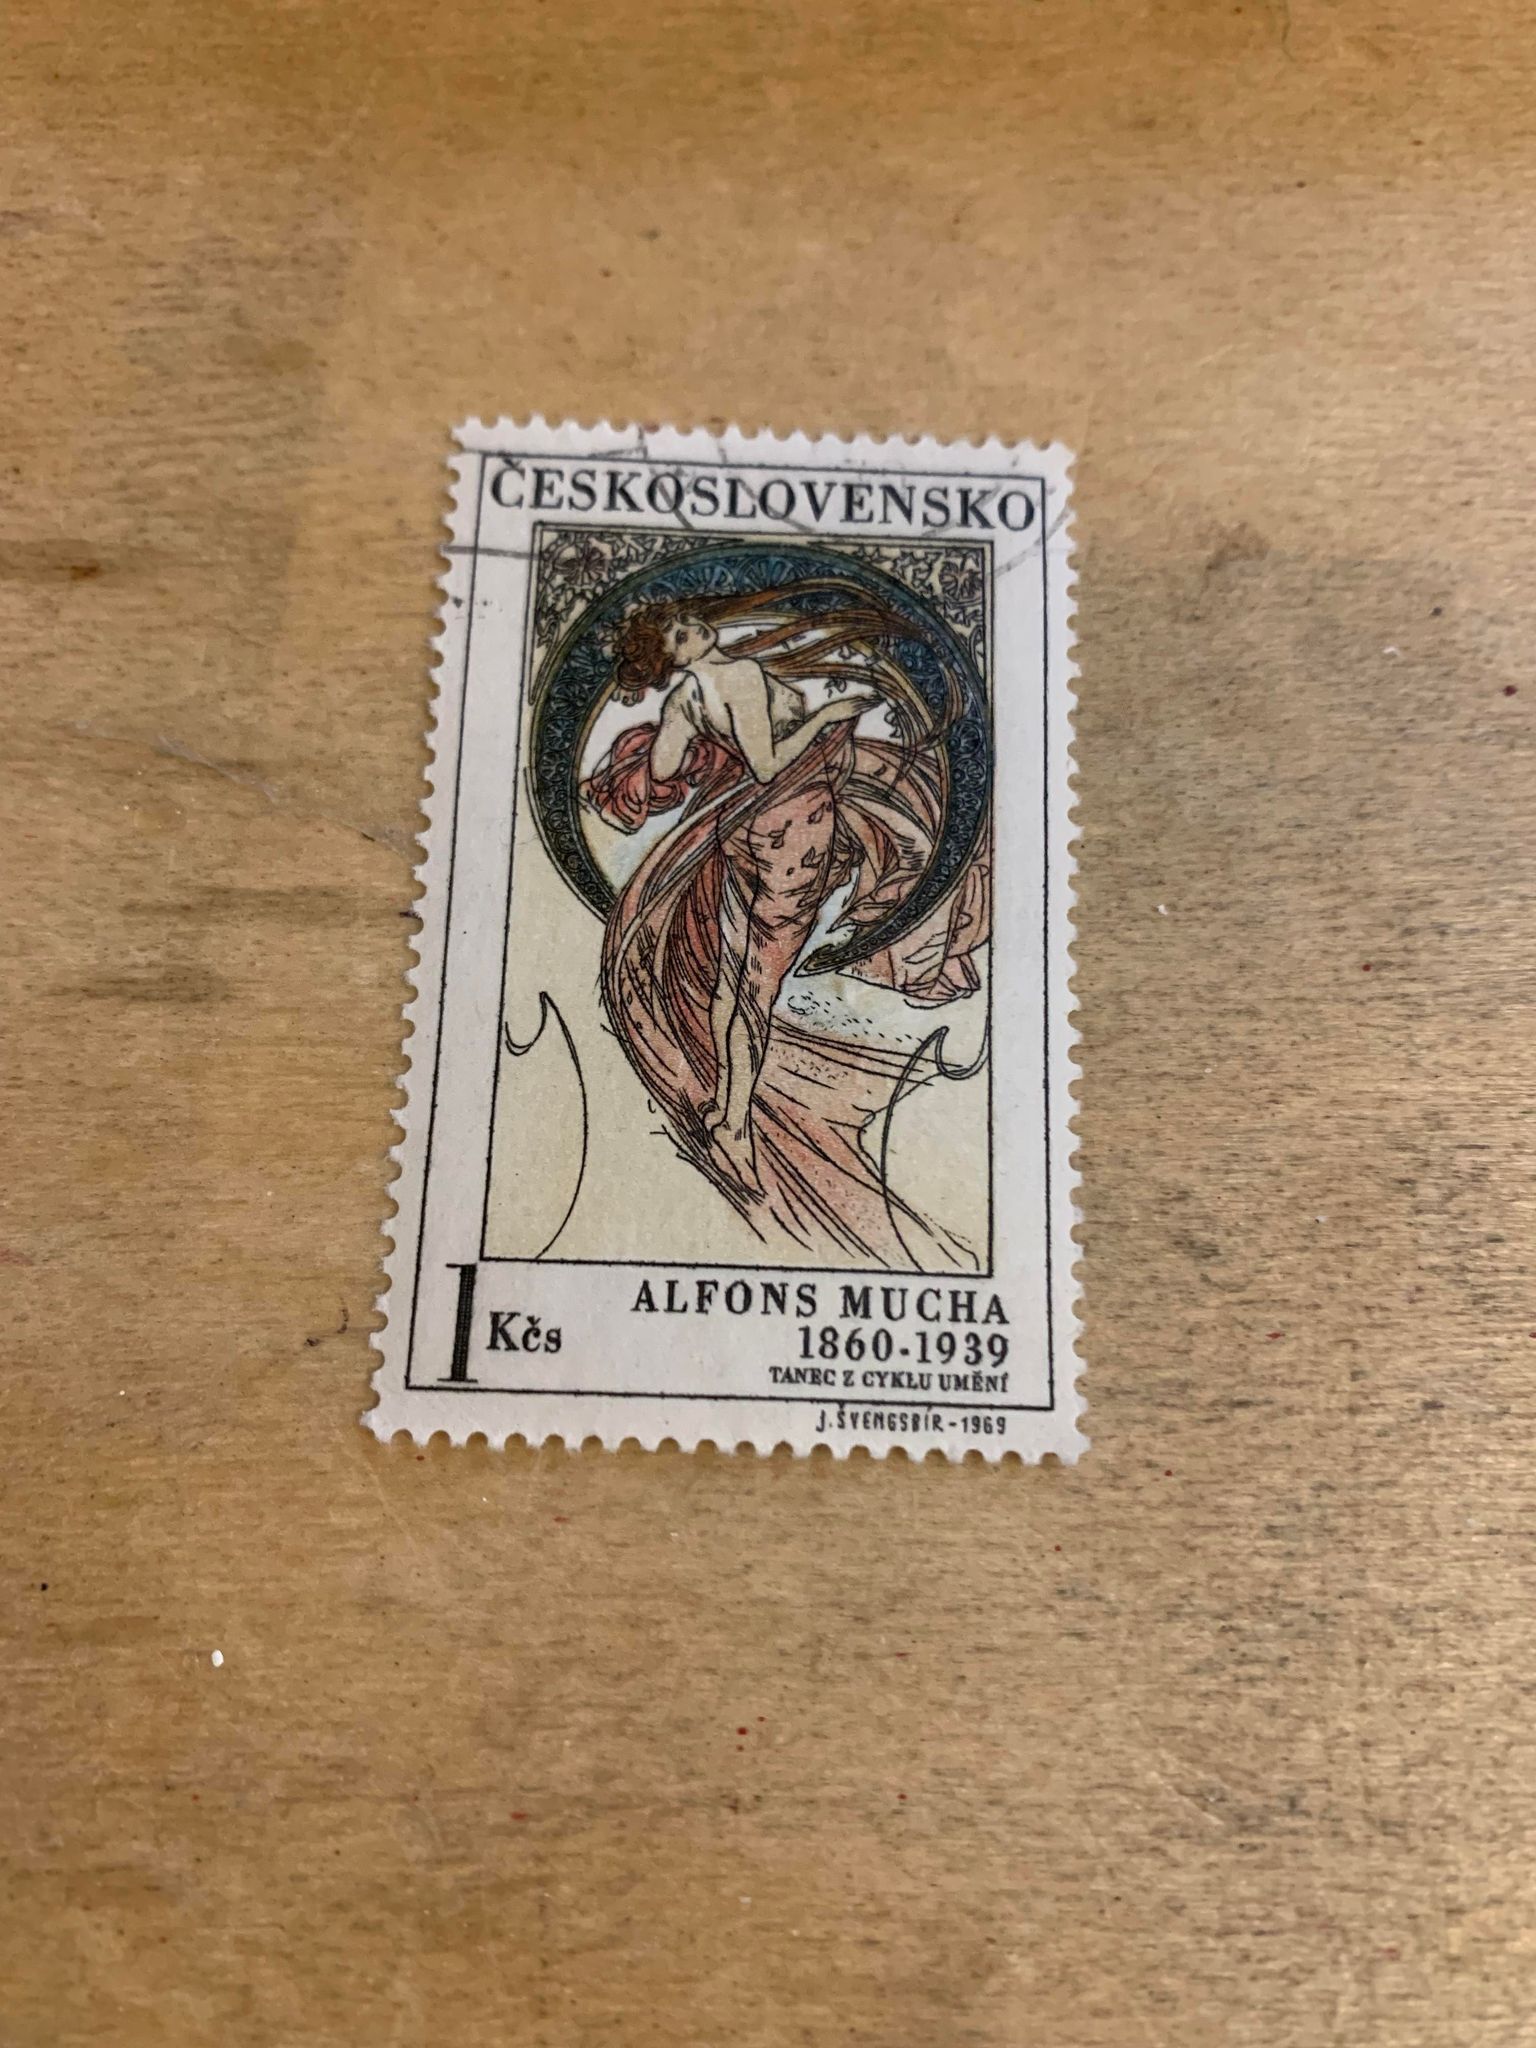 ČESKOSLOVENSKO
1 Kčs
ALFONS MUCHA
1860-1939
TANEC Z CYKLU UMĚNÍ
J. ŠVENGSBÍR-1969